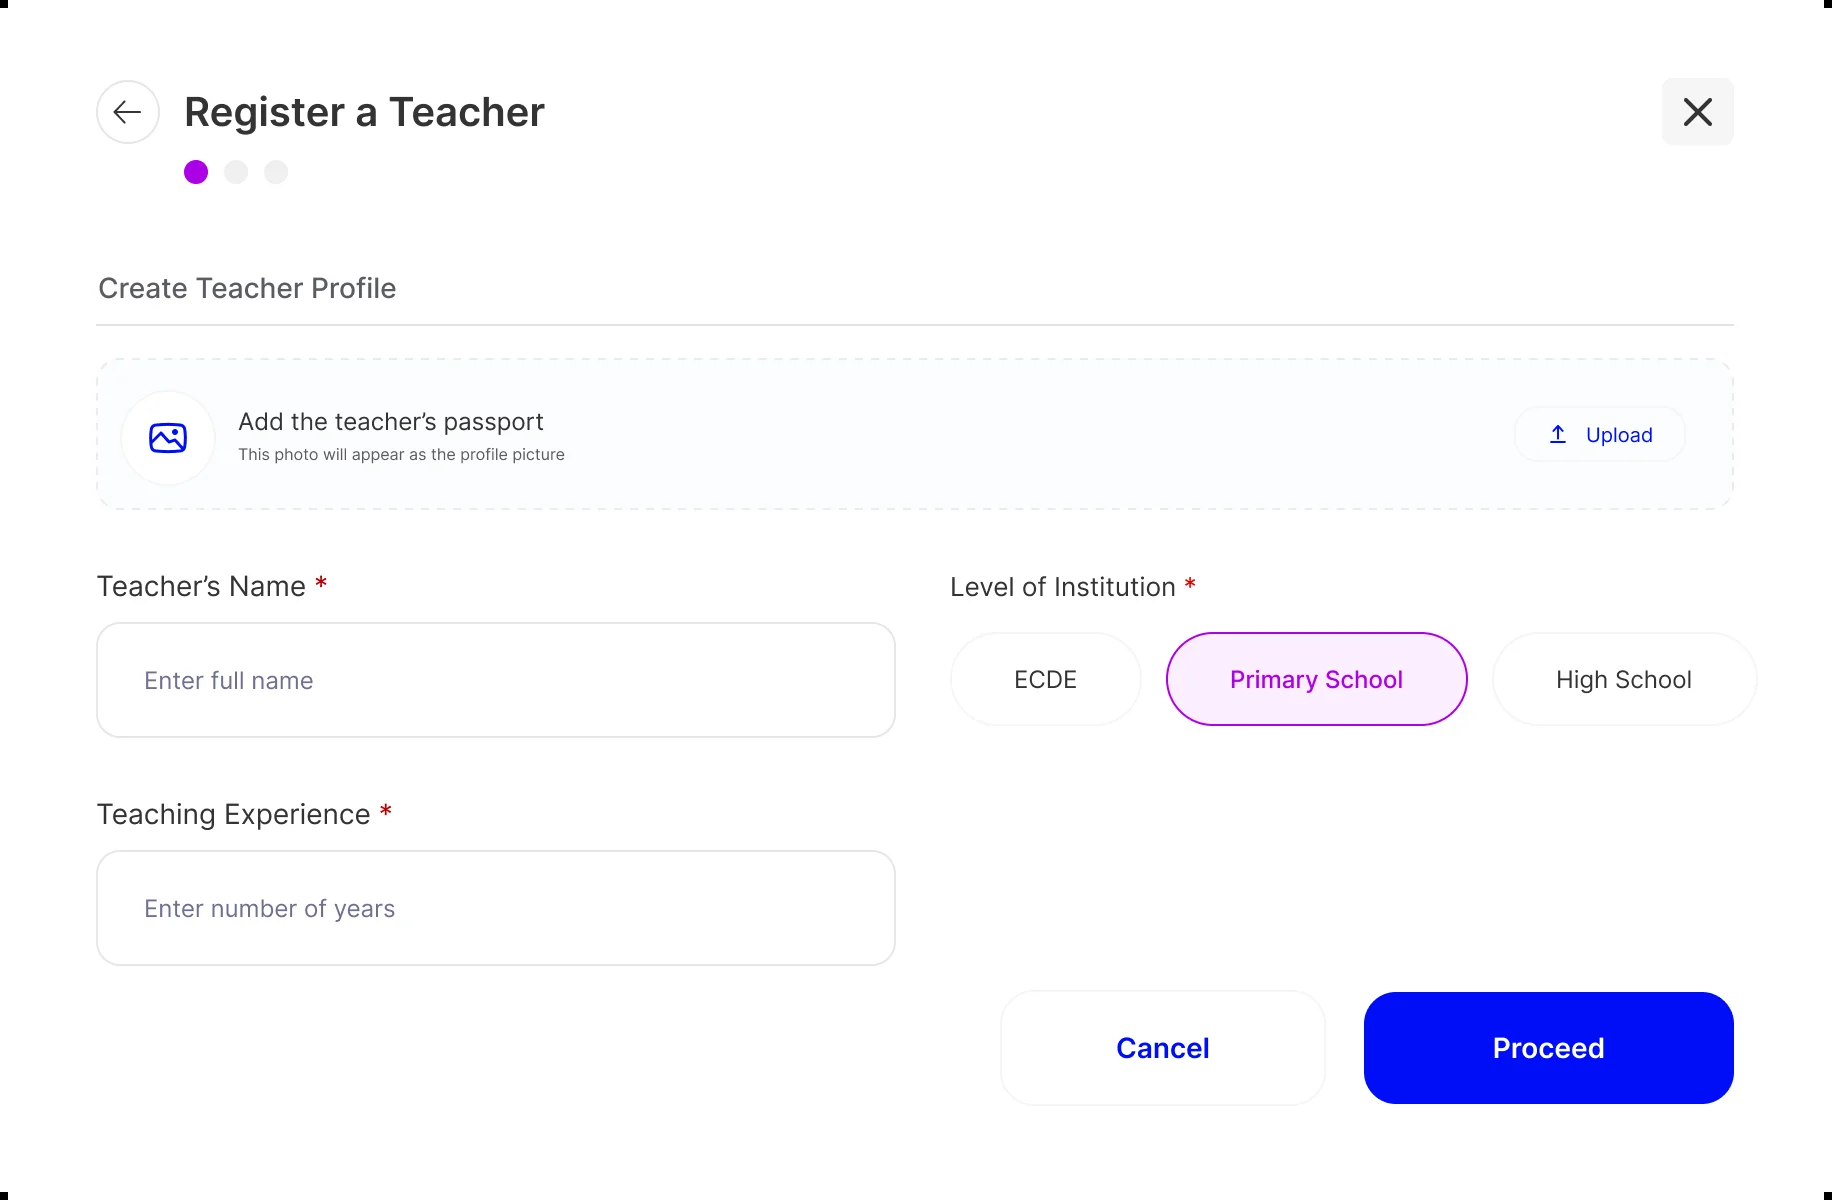 Register a Teacher
Create Teacher Profile
Add the teacher’s passport
This photo will appear as the profile picture
Upload
Teacher’s Name *
Enter full name
Level of Institution *
ECDE
Primary School
High School
Teaching Experience *
Enter number of years
Cancel
Proceed